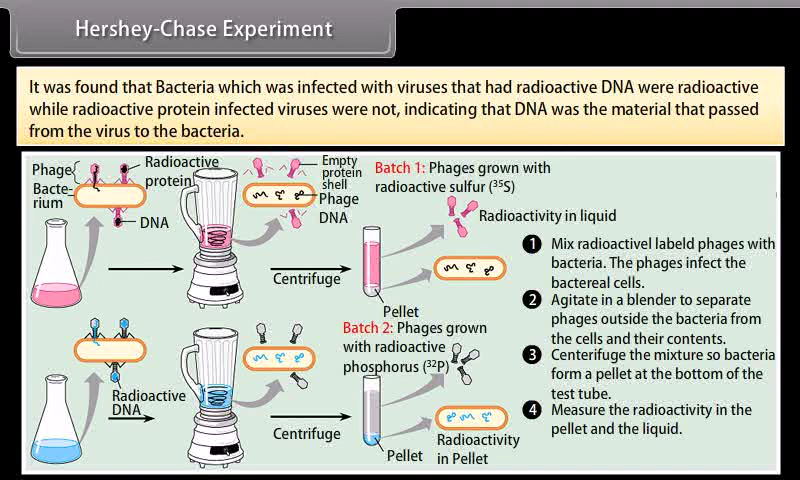 Hershey-Chase Experiment
It was found that Bacteria which was infected with viruses that had radioactive DNA were radioactive
while radioactive protein infected viruses were not, indicating that DNA was the material that passed
from the virus to the bacteria.
Phage
Bacte-
rium
Radioactive
protein
DNA
Empty
protein
shell
Phage
DNA
Centrifuge
Batch 1: Phages grown with
radioactive sulfur (³⁵S)
Radioactivity in liquid
Pellet
Radioactive
DNA
Centrifuge
Batch 2: Phages grown
with radioactive
phosphorus (³²P)
Pellet
Radioactivity
in Pellet
1 Mix radioactivel labeld phages with
bacteria. The phages infect the
bactereal cells.
2 Agitate in a blender to separate
phages outside the bacteria from
the cells and their contents.
3 Centerifuge the mixture so bacteria
form a pellet at the bottom of the
test tube.
4 Measure the radioactivity in the
pellet and the liquid.